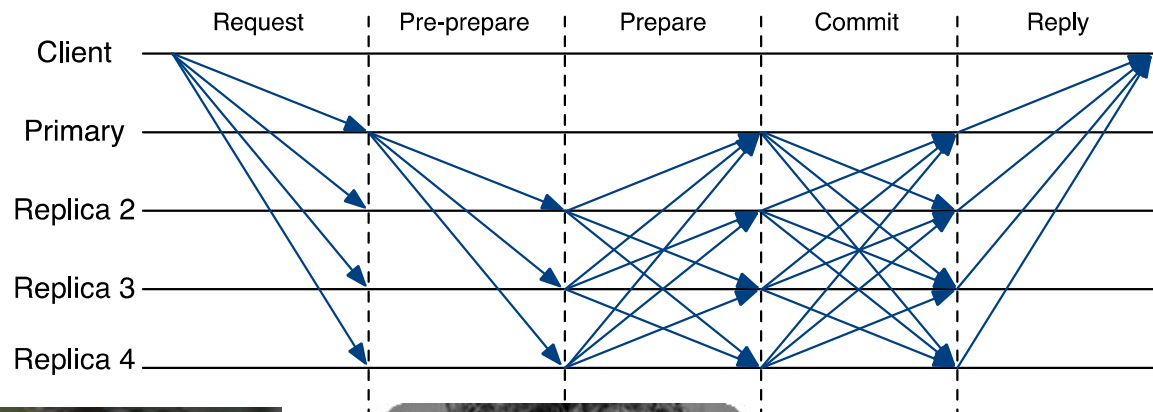 Request Pre-prepare Prepare Commit Reply
Client
Primary
Replica 2
Replica 3
Replica 4